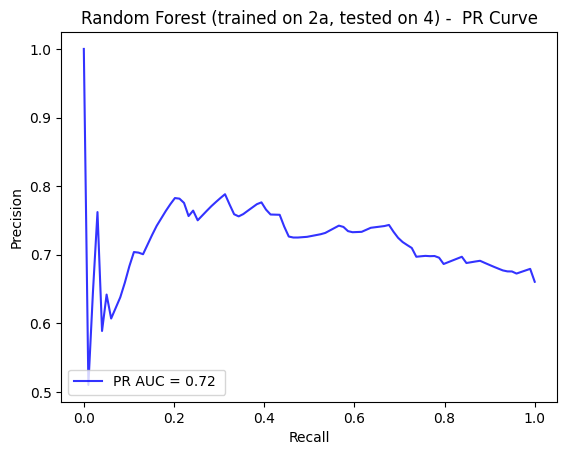 Random Forest (trained on 2a, tested on 4) -  PR Curve
1.0
0.9
0.8
0.7
0.6
0.5
Precision
PR AUC = 0.72
0.0 0.2 0.4 0.6 0.8 1.0
Recall